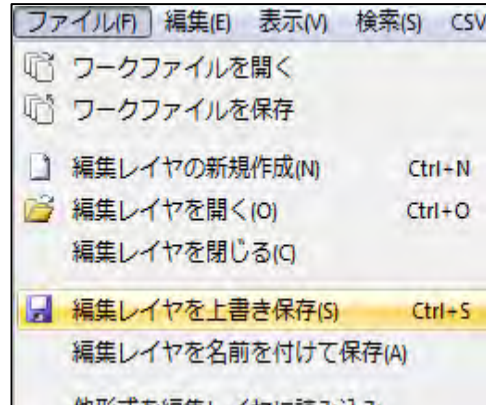 ファイル(F) 編集(E) 表示(V) 検索(S) CSV
ワークファイルを開く
ワークファイルを保存
編集レイヤの新規作成(N) Ctrl+N
編集レイヤを開く(O) Ctrl+O
編集レイヤを閉じる(C)
編集レイヤを上書き保存(S) Ctrl+S
編集レイヤを名前を付けて保存(A)